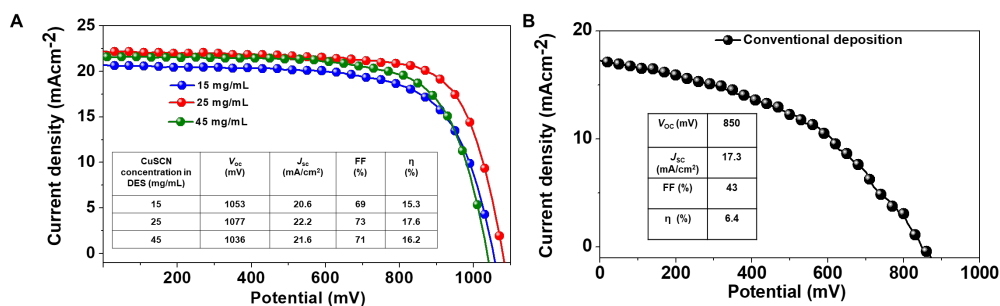 A
25
20
15
10
5
0
Current density (mAcm-2)
15 mg/mL
25 mg/mL
45 mg/mL
CuSCN concentration in DES (mg/mL) Voc (mV) Jsc (mA/cm²) FF (%) η (%)
15 1053 20.6 69 15.3
25 1077 22.2 73 17.6
45 1036 21.6 71 16.2
200 400 600 800 1000
Potential (mV)
B
20
10
0
Current density (mAcm-2)
Conventional deposition
VOC (mV) 850
JSC (mA/cm²) 17.3
FF (%) 43
η (%) 6.4
0 200 400 600 800 1000
Potential (mV)